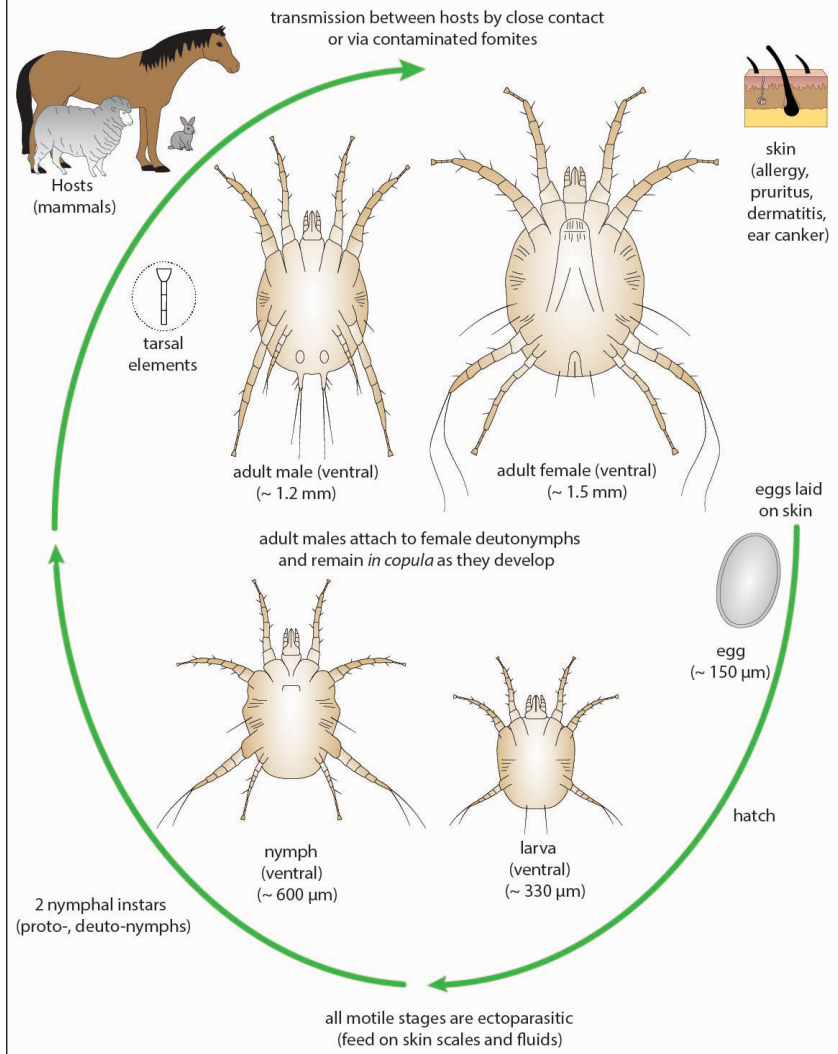 transmission between hosts by close contact
or via contaminated fomites
Hosts
(mammals)
skin
(allergy,
pruritus,
dermatitis,
ear canker)
tarsal
elements
adult male (ventral)
(~ 1.2 mm)
adult female (ventral)
(~ 1.5 mm)
eggs laid
on skin
adult males attach to female deutonymphs
and remain in copula as they develop
egg
(~ 150 µm)
hatch
nymph
(ventral)
(~ 600 µm)
larva
(ventral)
(~ 330 µm)
2 nymphal instars
(proto-, deuto-nymphs)
all motile stages are ectoparasitic
(feed on skin scales and fluids)